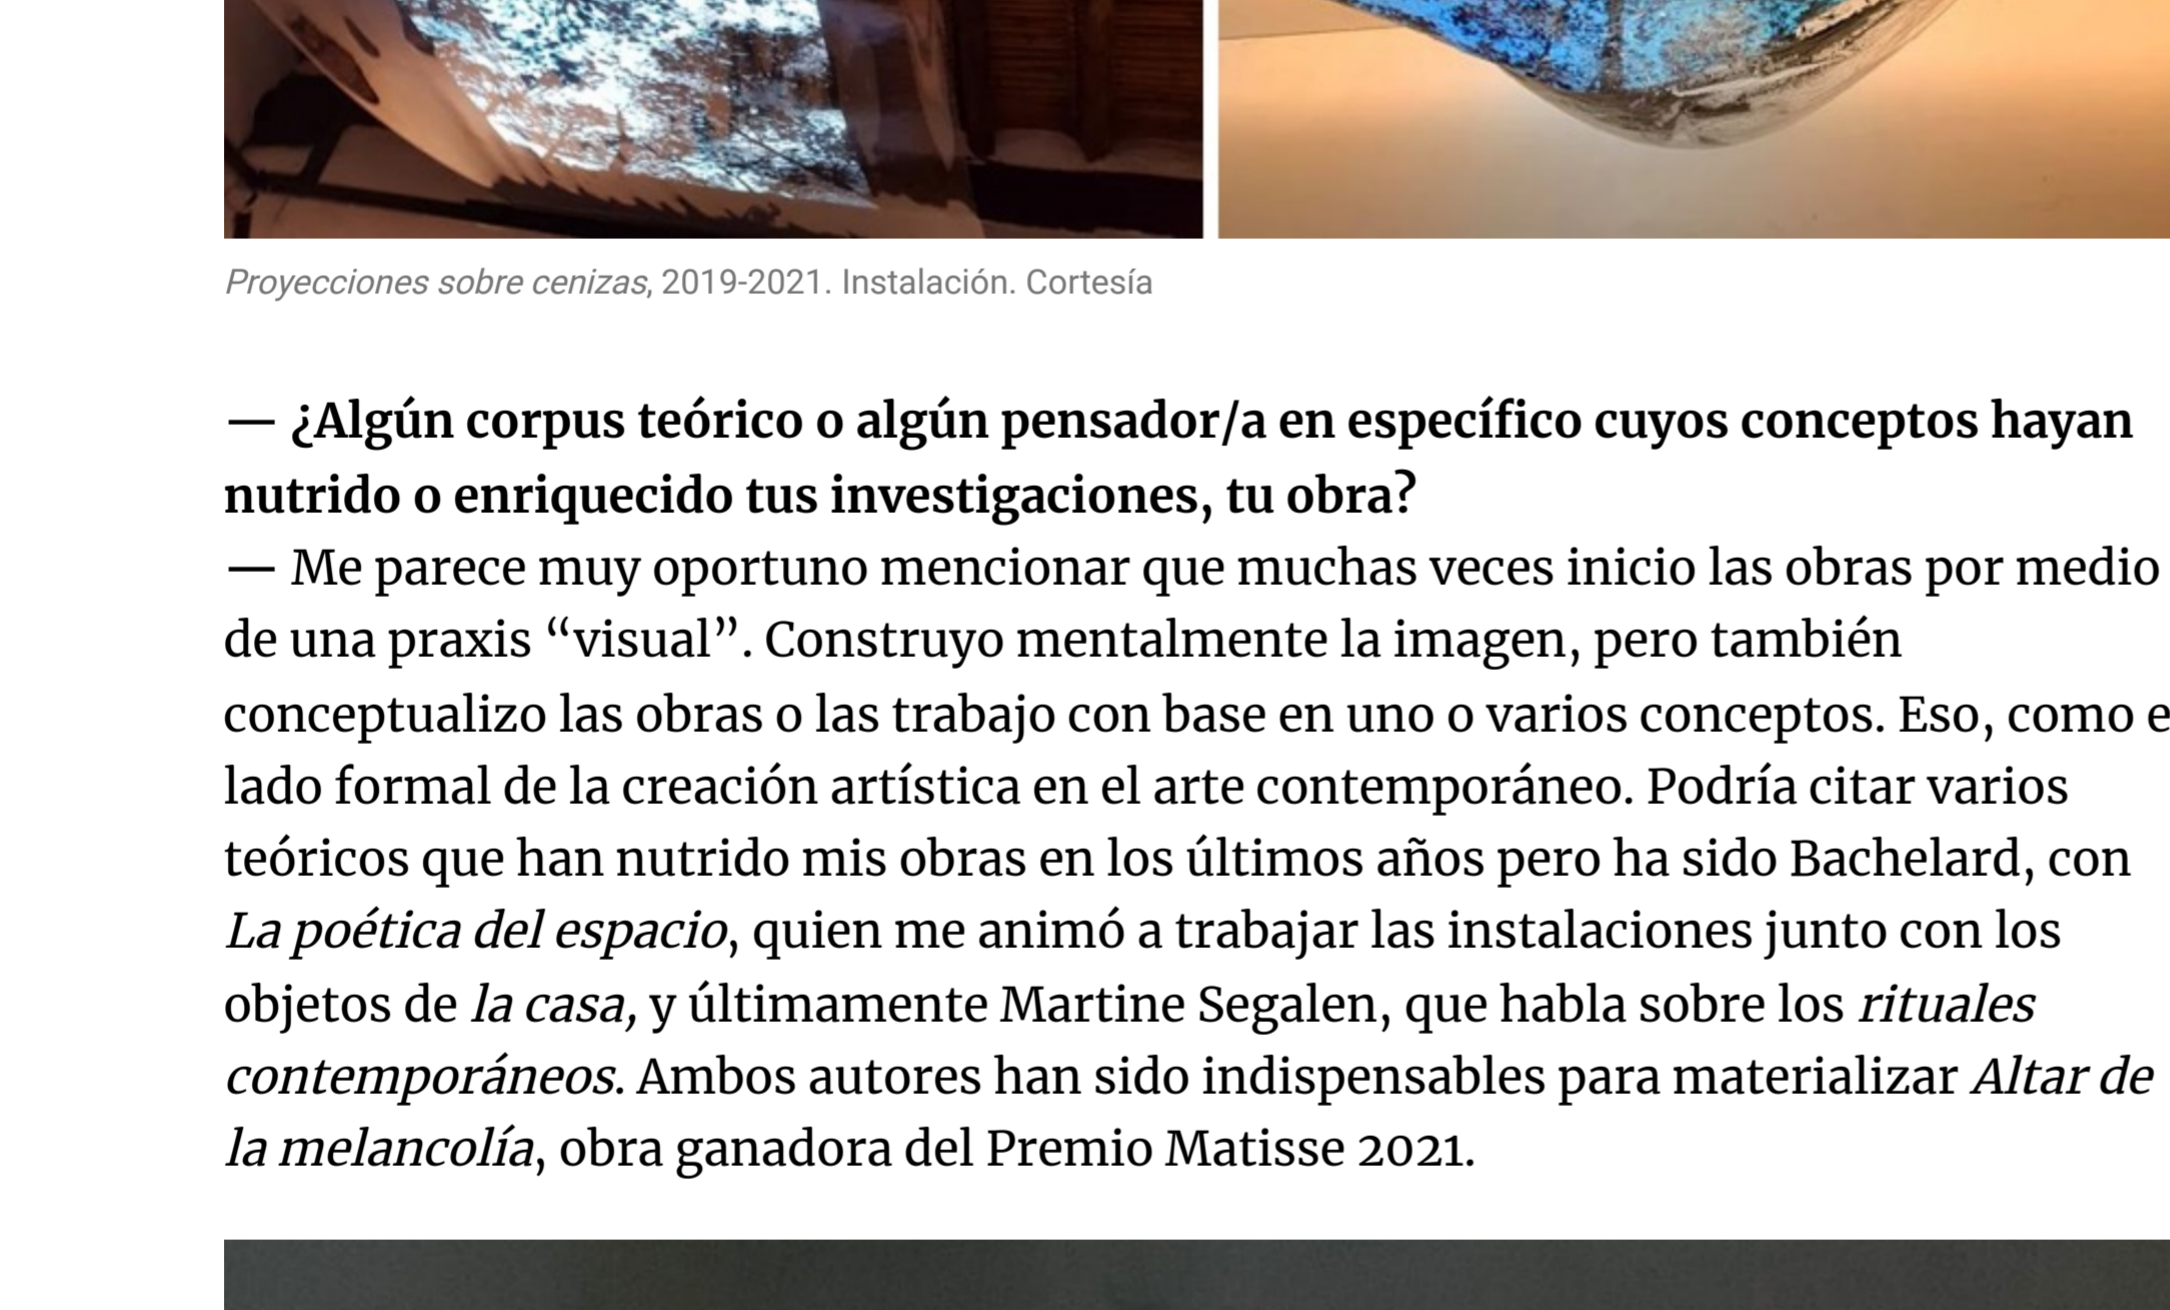 Proyecciones sobre cenizas, 2019-2021. Instalación. Cortesía
— ¿Algún corpus teórico o algún pensador/a en específico cuyos conceptos hayan
nutrido o enriquecido tus investigaciones, tu obra?
— Me parece muy oportuno mencionar que muchas veces inicio las obras por medio
de una praxis “visual”. Construyo mentalmente la imagen, pero también
conceptualizo las obras o las trabajo con base en uno o varios conceptos. Eso, como
lado formal de la creación artística en el arte contemporáneo. Podría citar varios
teóricos que han nutrido mis obras en los últimos años pero ha sido Bachelard, con
La poética del espacio, quien me animó a trabajar las instalaciones junto con los
objetos de la casa, y últimamente Martine Segalen, que habla sobre los rituales
contemporáneos. Ambos autores han sido indispensables para materializar Altar de
la melancolía, obra ganadora del Premio Matisse 2021.